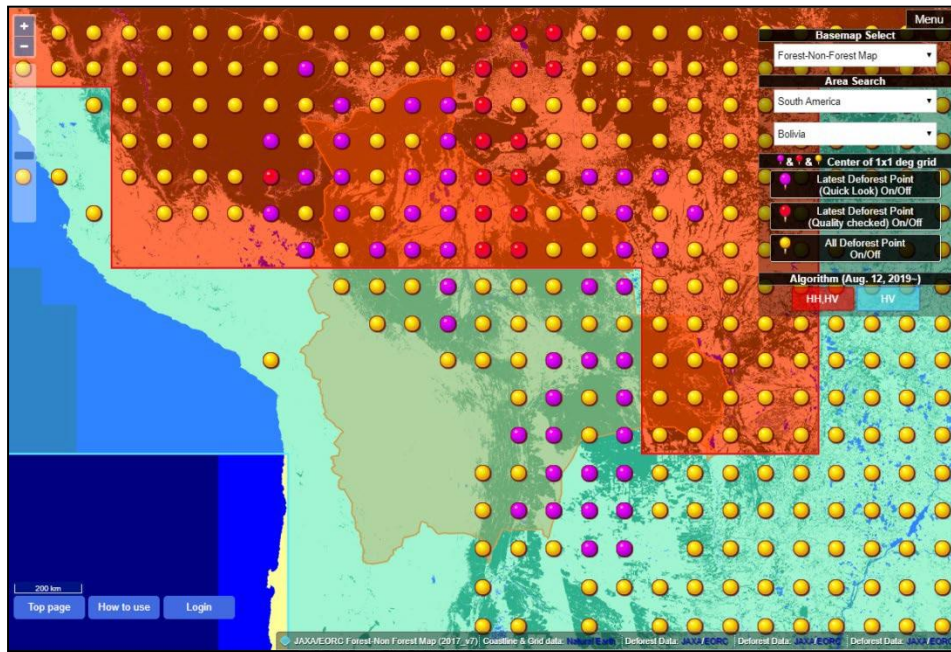 +
−
Menu
Basemap Select
Forest-Non-Forest Map
Area Search
South America
Bolivia
& & Center of 1x1 deg grid
Latest Deforest Point
(Quick Look) On/Off
Latest Deforest Point
(Quality checked) On/Off
All Deforest Point
On/Off
Algorithm (Aug. 12, 2019~)
HH,HV
HV
200 km
Top page
How to use
Login
JAXA/EORC Forest-Non Forest Map (2017_v7) | Coastline & Grid data: Natural Earth | Deforest Data: JAXA/EORC | Deforest Data: JAXA/EORC | Deforest Data: JAXA/EORC